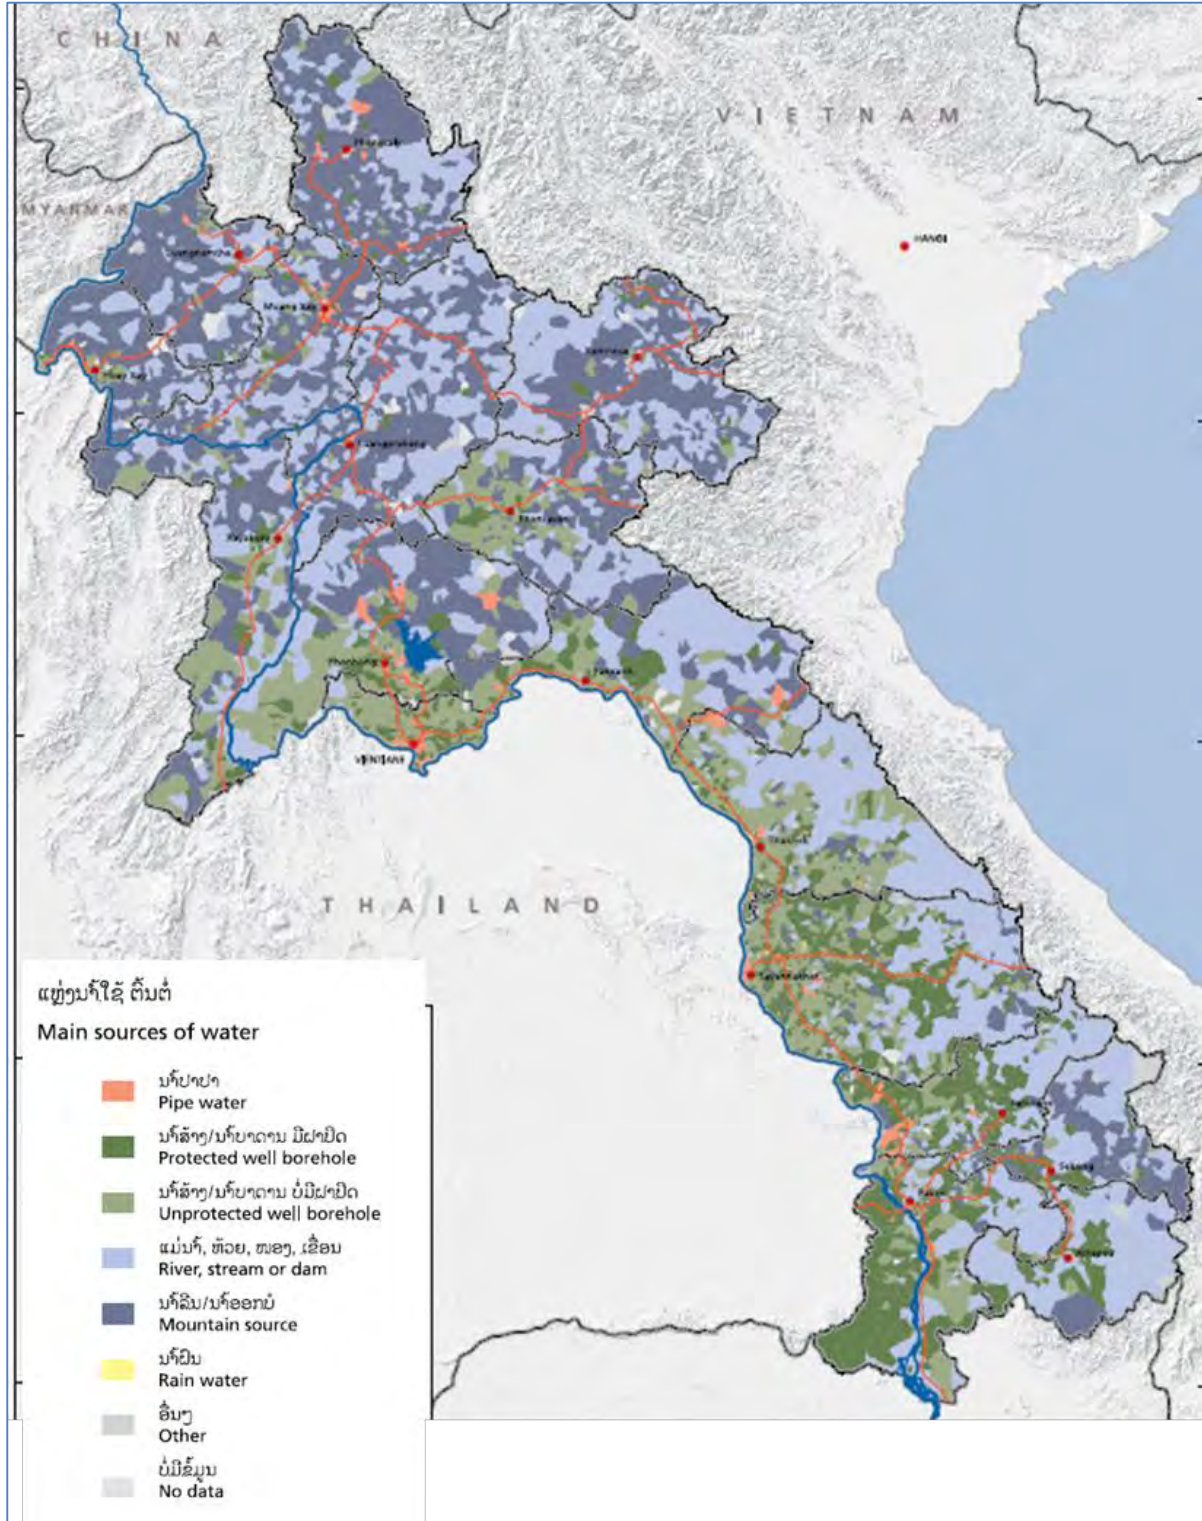 CHINA
VIETNAM
MYANMAR
HANOI
Muang Xay
Luangprabang
Phonhong
VIENTIANE
THAILAND
Sekong
ແຫຼ່ງນໍ້າໃຊ້ ຕົ້ນຕໍ
Main sources of water
ນໍ້າປາປາ
Pipe water
ນໍ້າສ້າງ/ນໍ້າບາດານ ມີຝາປິດ
Protected well borehole
ນໍ້າສ້າງ/ນໍ້າບາດານ ບໍ່ມີຝາປິດ
Unprotected well borehole
ແມ່ນໍ້າ, ຫ້ວຍ, ໜອງ, ເຂື່ອນ
River, stream or dam
ນໍ້າລິນ/ນໍ້າອອກບໍ່
Mountain source
ນໍ້າຝົນ
Rain water
ອື່ນໆ
Other
ບໍ່ມີຂໍ້ມູນ
No data